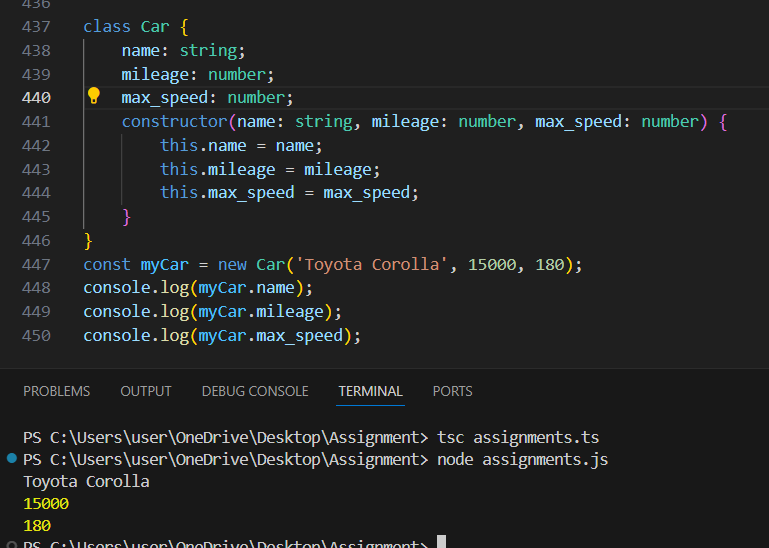 436
437 class Car {
438     name: string;
439     mileage: number;
440     max_speed: number;
441     constructor(name: string, mileage: number, max_speed: number) {
442         this.name = name;
443         this.mileage = mileage;
444         this.max_speed = max_speed;
445     }
446 }
447 const myCar = new Car('Toyota Corolla', 15000, 180);
448 console.log(myCar.name);
449 console.log(myCar.mileage);
450 console.log(myCar.max_speed);
PROBLEMS OUTPUT DEBUG CONSOLE TERMINAL PORTS
PS C:\Users\user\OneDrive\Desktop\Assignment> tsc assignments.ts
PS C:\Users\user\OneDrive\Desktop\Assignment> node assignments.js
Toyota Corolla
15000
180
PS C:\Users\user\OneDrive\Desktop\Assignment>